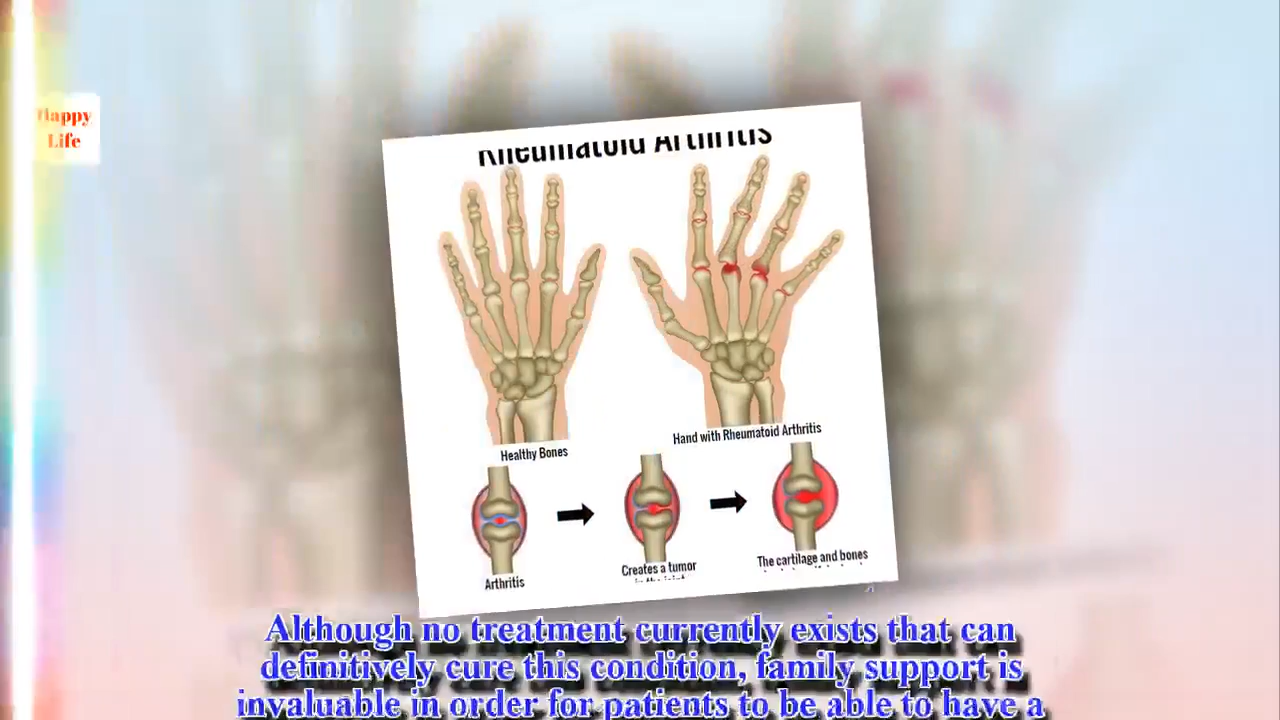 Happy
Life
Rheumatoid Arthritis
Healthy Bones
Hand with Rheumatoid Arthritis
Arthritis
Creates a tumor
The cartilage and bones
Although no treatment currently exists that can
definitively cure this condition, family support is
invaluable in order for patients to be able to have a